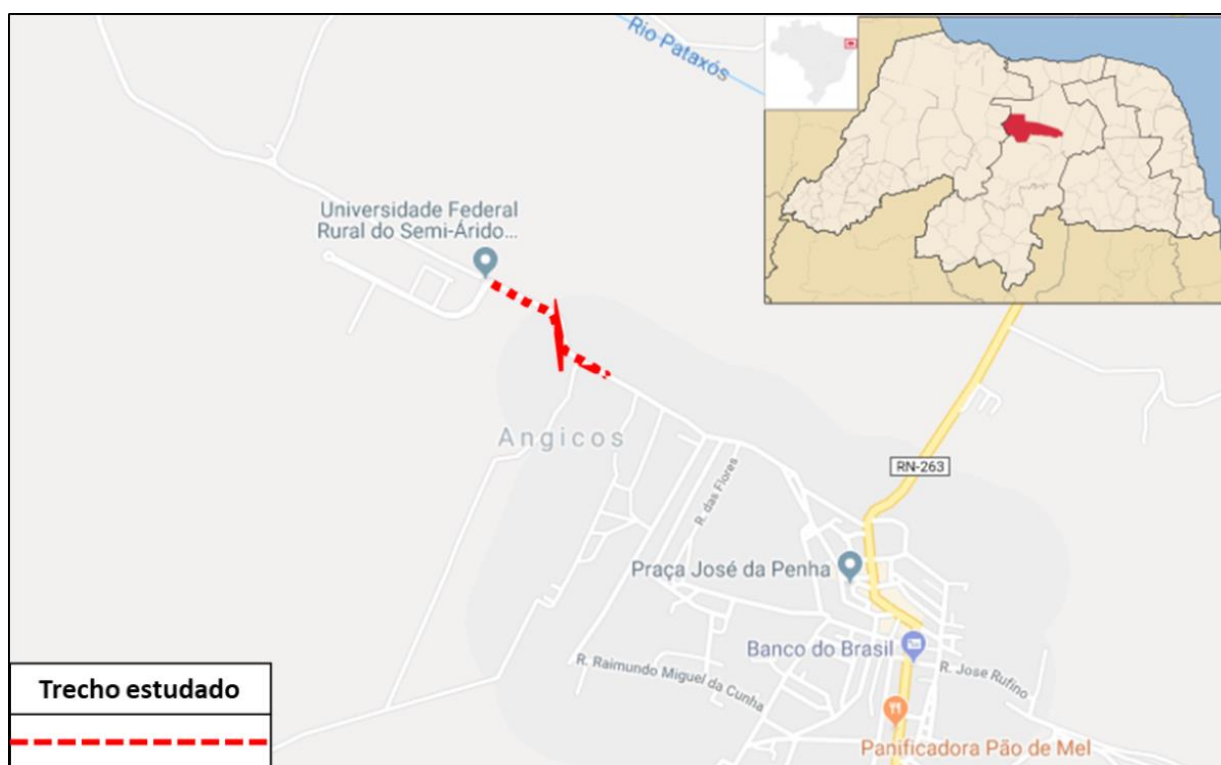 Rio Pataxós
Universidade Federal
Rural do Semi-Árido...
Angicos
RN-263
R. das Flores
Praça José da Penha
Banco do Brasil
R. Raimundo Miguel da Cunha
R. Jose Rufino
Trecho estudado
Panificadora Pão de Mel